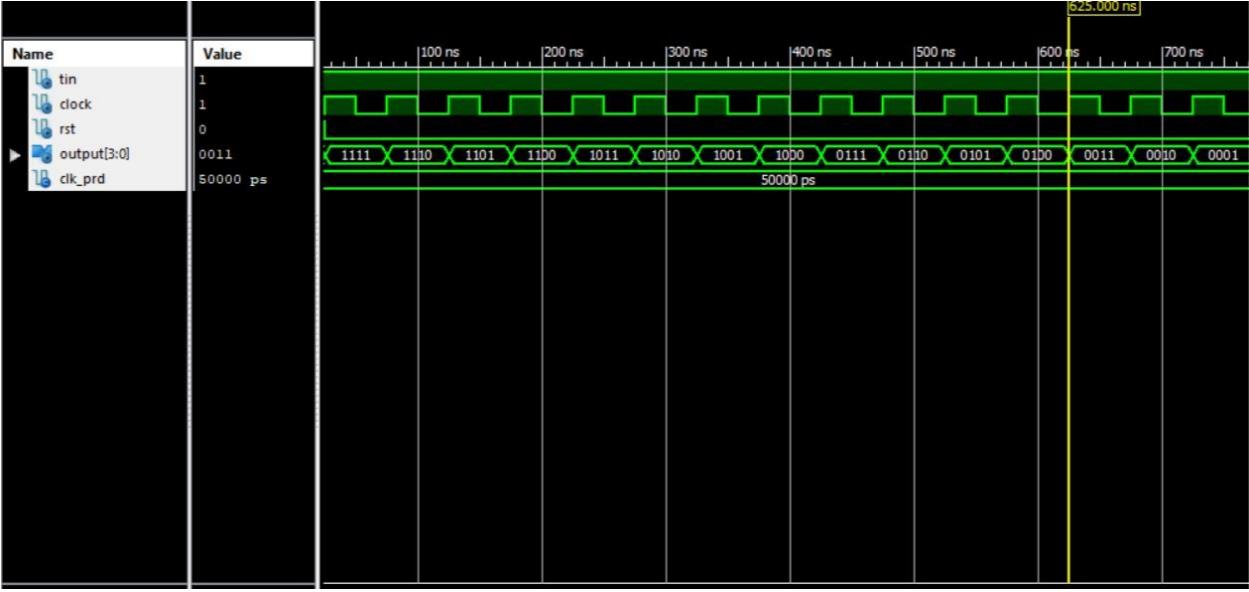 625.000 ns
Name Value 100 ns 200 ns 300 ns 400 ns 500 ns 600 ns 700 ns
tin 1
clock 1
rst 0
output[3:0] 0011 1111 1110 1101 1100 1011 1010 1001 1000 0111 0110 0101 0100 0011 0010 0001
clk_prd 50000 ps 50000 ps